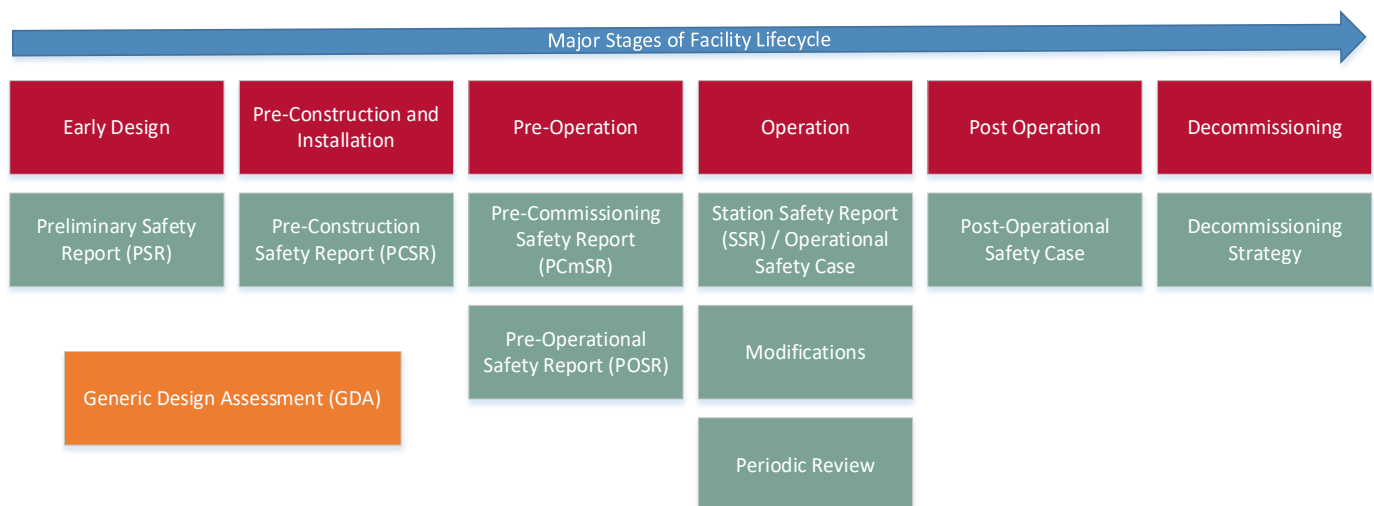 Major Stages of Facility Lifecycle
Early Design
Pre-Construction and
Installation
Pre-Operation
Operation
Post Operation
Decommissioning
Preliminary Safety
Report (PSR)
Pre-Construction
Safety Report (PCSR)
Pre-Commissioning
Safety Report
(PCmSR)
Station Safety Report
(SSR) / Operational
Safety Case
Post-Operational
Safety Case
Decommissioning
Strategy
Generic Design Assessment (GDA)
Pre-Operational
Safety Report (POSR)
Modifications
Periodic Review